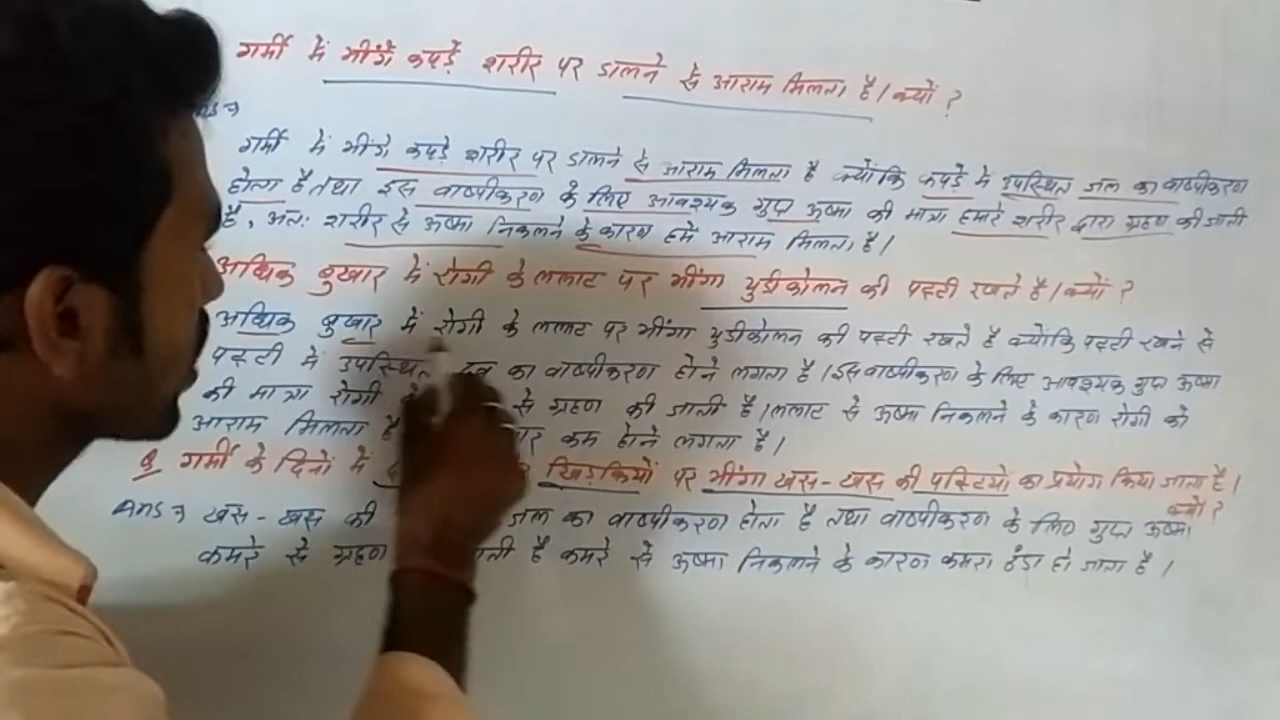 गर्मी में भींगे कपड़े शरीर पर डालने से आराम मिलता है। क्यों ?
गर्मी में भींगे कपड़े शरीर पर डालने से आराम मिलता है क्योंकि कपड़े में उपस्थित जल का वाष्पीकरण
होता है तथा इस वाष्पीकरण के लिए आवश्यक गुप्त ऊष्मा की मात्रा हमारे शरीर द्वारा ग्रहण की जाती
है, अतः शरीर से ऊष्मा निकलने के कारण हमें आराम मिलता है।
अधिक बुखार में रोगी के ललाट पर भींगा युडीकोलन की पट्टी रखते है। क्यों ?
अधिक बुखार में रोगी के ललाट पर भींगा युडीकोलन की पट्टी रखते है क्योंकि पट्टी रखने से
पट्टी में उपस्थित का वाष्पीकरण होने लगता है। इस वाष्पीकरण के लिए आवश्यक गुप्त ऊष्मा
की मात्रा रोगी से ग्रहण की जाती है। ललाट से ऊष्मा निकलने के कारण रोगी को
आराम मिलता है कम होने लगता है।
Q गर्मी के दिनों में खिड़कियों पर भींगा खस-खस की पट्टियों का प्रयोग किया जाता है।
क्यों ?
Ans → खस-खस की जल का वाष्पीकरण होता है तथा वाष्पीकरण के लिए गुप्त ऊष्मा
कमरे से ग्रहण है कमरे से ऊष्मा निकलने के कारण कमरा ठंडा हो जाता है।